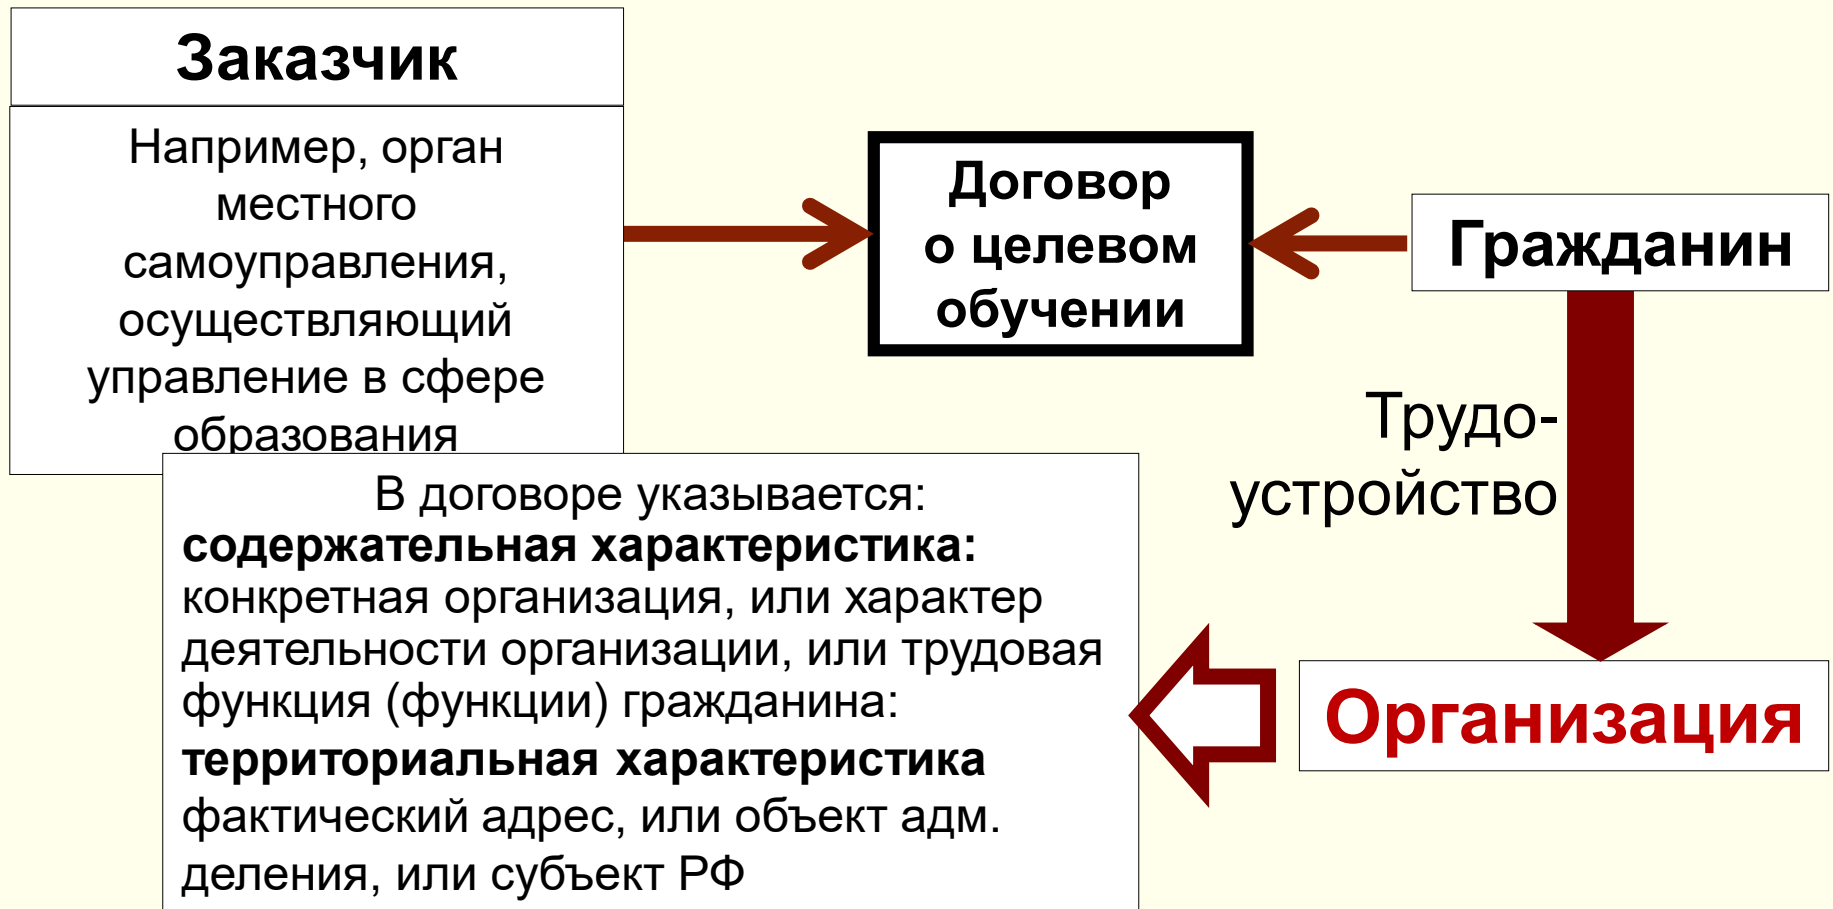 Заказчик
Например, орган
местного
самоуправления,
осуществляющий
управление в сфере
образования
Договор
о целевом
обучении
Гражданин
Трудо-
устройство
Организация
В договоре указывается:
содержательная характеристика:
конкретная организация, или характер
деятельности организации, или трудовая
функция (функции) гражданина:
территориальная характеристика
фактический адрес, или объект адм.
деления, или субъект РФ